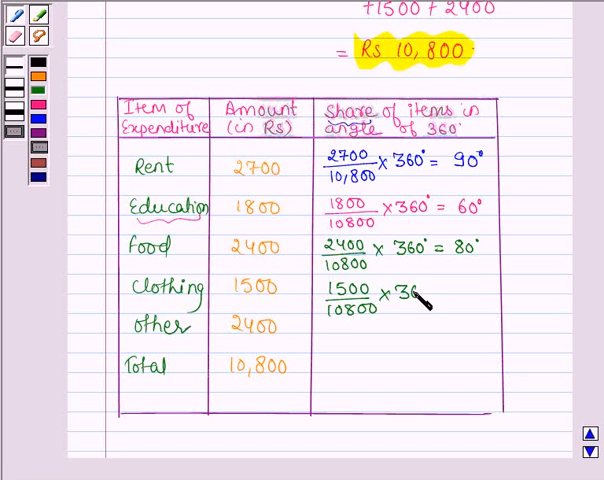 +1500 + 2400
= Rs 10,800.
Item of Expenditure Amount (in Rs) Share of items in angle of 360°
Rent 2700 2700/10,800 × 360° = 90°
Education 1800 1800/10800 × 360° = 60°
Food 2400 2400/10800 × 360° = 80°
Clothing 1500 1500/10800 × 36
other 2400
Total 10,800